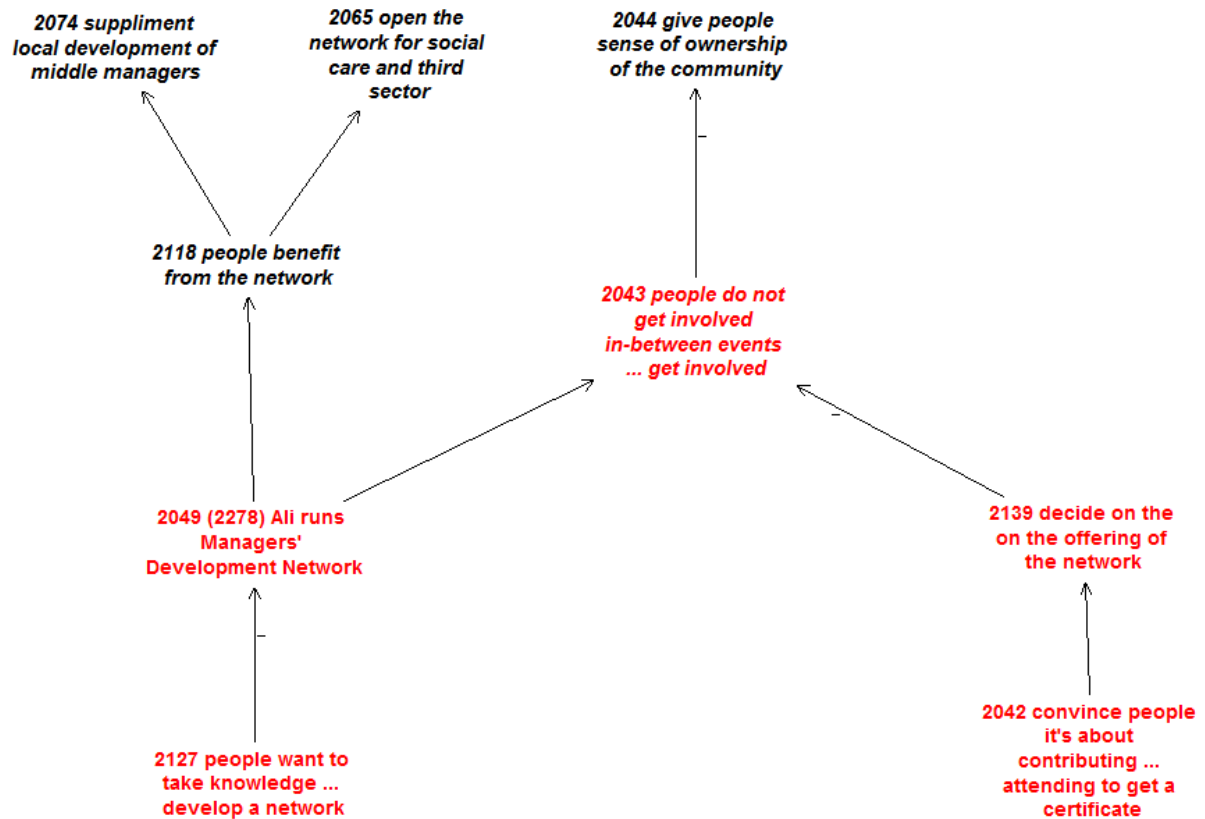 2074 suppliment
local development of
middle managers
2065 open the
network for social
care and third
sector
2044 give people
sense of ownership
of the community
2118 people benefit
from the network
2043 people do not
get involved
in-between events
... get involved
2049 (2278) Ali runs
Managers'
Development Network
2139 decide on the
on the offering of
the network
2127 people want to
take knowledge ...
develop a network
2042 convince people
it's about
contributing ...
attending to get a
certificate